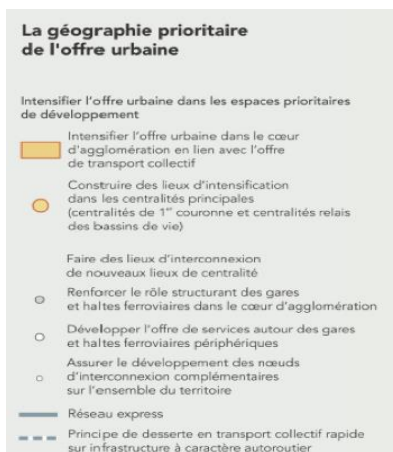 La géographie prioritaire
de l'offre urbaine
Intensifier l'offre urbaine dans les espaces prioritaires
de développement
Intensifier l'offre urbaine dans le cœur
d'agglomération en lien avec l'offre
de transport collectif
Construire des lieux d'intensification
dans les centralités principales
(centralités de 1re couronne et centralités relais
des bassins de vie)
Faire des lieux d'interconnexion
de nouveaux lieux de centralité
Renforcer le rôle structurant des gares
et haltes ferroviaires dans le cœur d'agglomération
Développer l'offre de services autour des gares
et haltes ferroviaires périphériques
Assurer le développement des nœuds
d'interconnexion complémentaires
sur l'ensemble du territoire
Réseau express
Principe de desserte en transport collectif rapide
sur infrastructure à caractère autoroutier